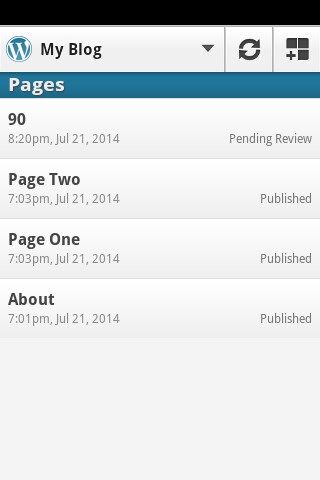 My Blog
Pages
90
8:20pm, Jul 21, 2014 Pending Review
Page Two
7:03pm, Jul 21, 2014 Published
Page One
7:03pm, Jul 21, 2014 Published
About
7:01pm, Jul 21, 2014 Published